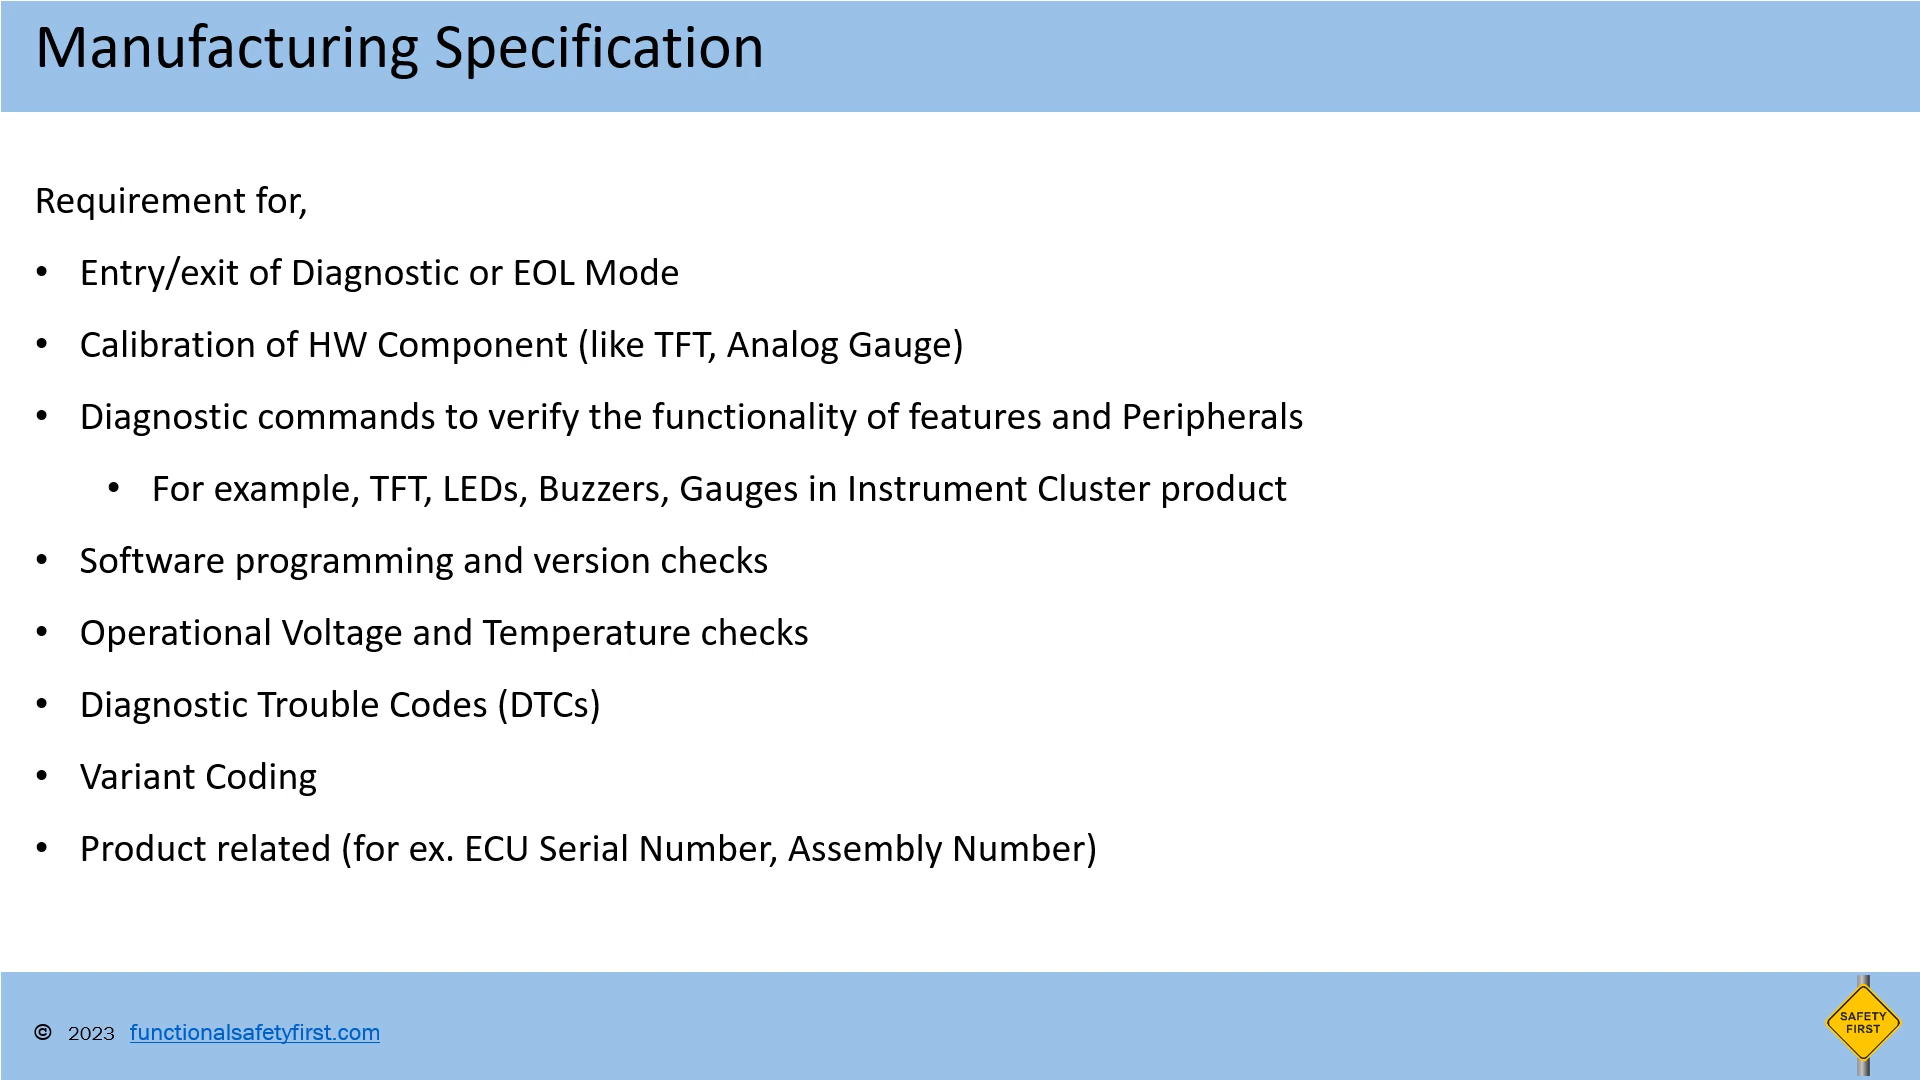 Manufacturing Specification
Requirement for,
• Entry/exit of Diagnostic or EOL Mode
• Calibration of HW Component (like TFT, Analog Gauge)
• Diagnostic commands to verify the functionality of features and Peripherals
• For example, TFT, LEDs, Buzzers, Gauges in Instrument Cluster product
• Software programming and version checks
• Operational Voltage and Temperature checks
• Diagnostic Trouble Codes (DTCs)
• Variant Coding
• Product related (for ex. ECU Serial Number, Assembly Number)
© 2023 functionalsafetyfirst.com
SAFETY
FIRST